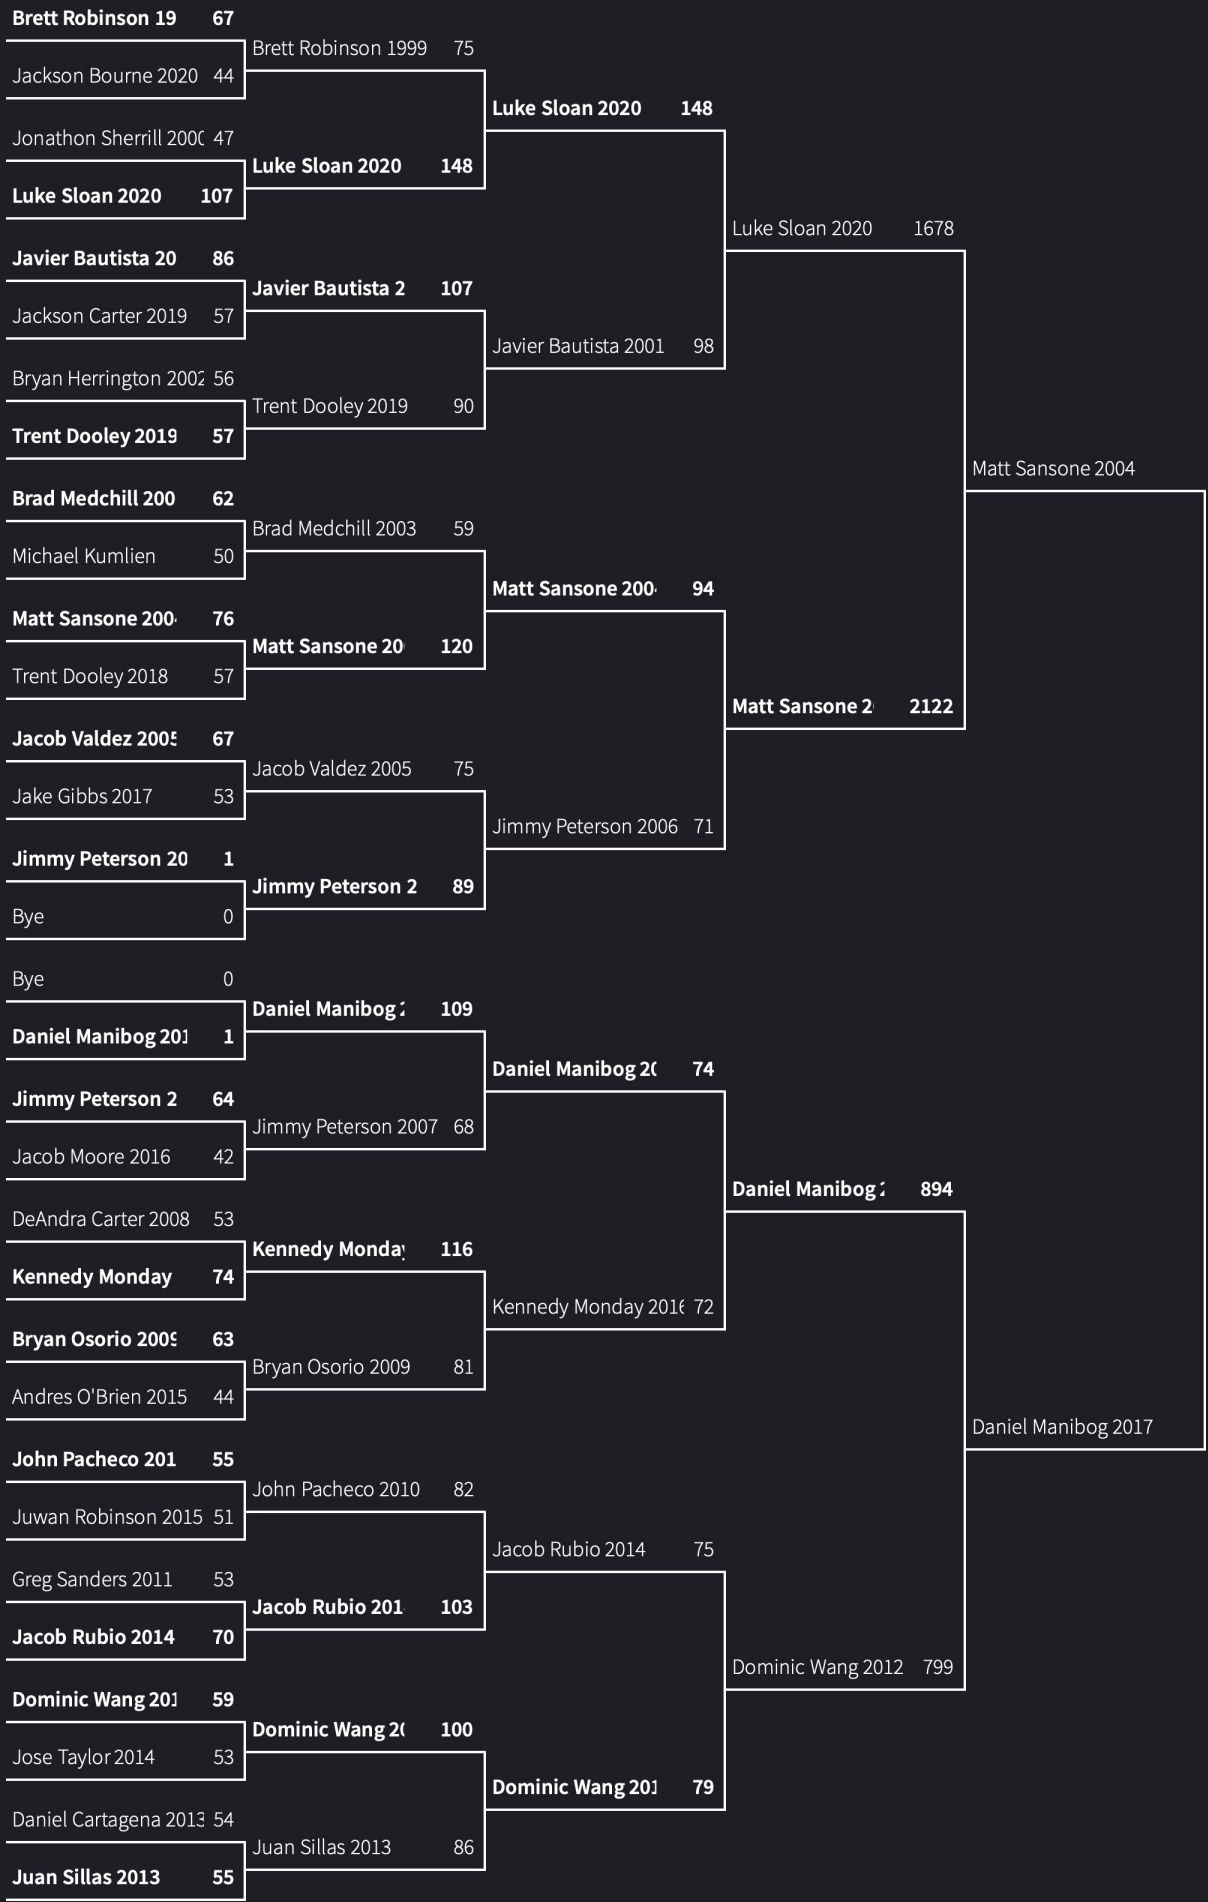 Brett Robinson 19 67
Jackson Bourne 2020 44
Jonathon Sherrill 2000 47
Luke Sloan 2020 107
Javier Bautista 20 86
Jackson Carter 2019 57
Bryan Herrington 2002 56
Trent Dooley 2019 57
Brad Medchill 200 62
Michael Kumlien 50
Matt Sansone 200 76
Trent Dooley 2018 57
Jacob Valdez 2005 67
Jake Gibbs 2017 53
Jimmy Peterson 20 1
Bye 0
Bye 0
Daniel Manibog 201 1
Jimmy Peterson 2 64
Jacob Moore 2016 42
DeAndra Carter 2008 53
Kennedy Monday 74
Bryan Osorio 2009 63
Andres O'Brien 2015 44
John Pacheco 201 55
Juwan Robinson 2015 51
Greg Sanders 2011 53
Jacob Rubio 2014 70
Dominic Wang 201 59
Jose Taylor 2014 53
Daniel Cartagena 2013 54
Juan Sillas 2013 55
Brett Robinson 1999 75
Luke Sloan 2020 148
Javier Bautista 2 107
Trent Dooley 2019 90
Brad Medchill 2003 59
Matt Sansone 20 120
Jacob Valdez 2005 75
Jimmy Peterson 2 89
Daniel Manibog 2 109
Jimmy Peterson 2007 68
Kennedy Monday 116
Bryan Osorio 2009 81
John Pacheco 2010 82
Jacob Rubio 201 103
Dominic Wang 20 100
Juan Sillas 2013 86
Luke Sloan 2020 148
Javier Bautista 2001 98
Matt Sansone 200 94
Jimmy Peterson 2006 71
Daniel Manibog 20 74
Kennedy Monday 2016 72
Jacob Rubio 2014 75
Dominic Wang 201 79
Luke Sloan 2020 1678
Matt Sansone 2 2122
Daniel Manibog 2 894
Dominic Wang 2012 799
Matt Sansone 2004
Daniel Manibog 2017